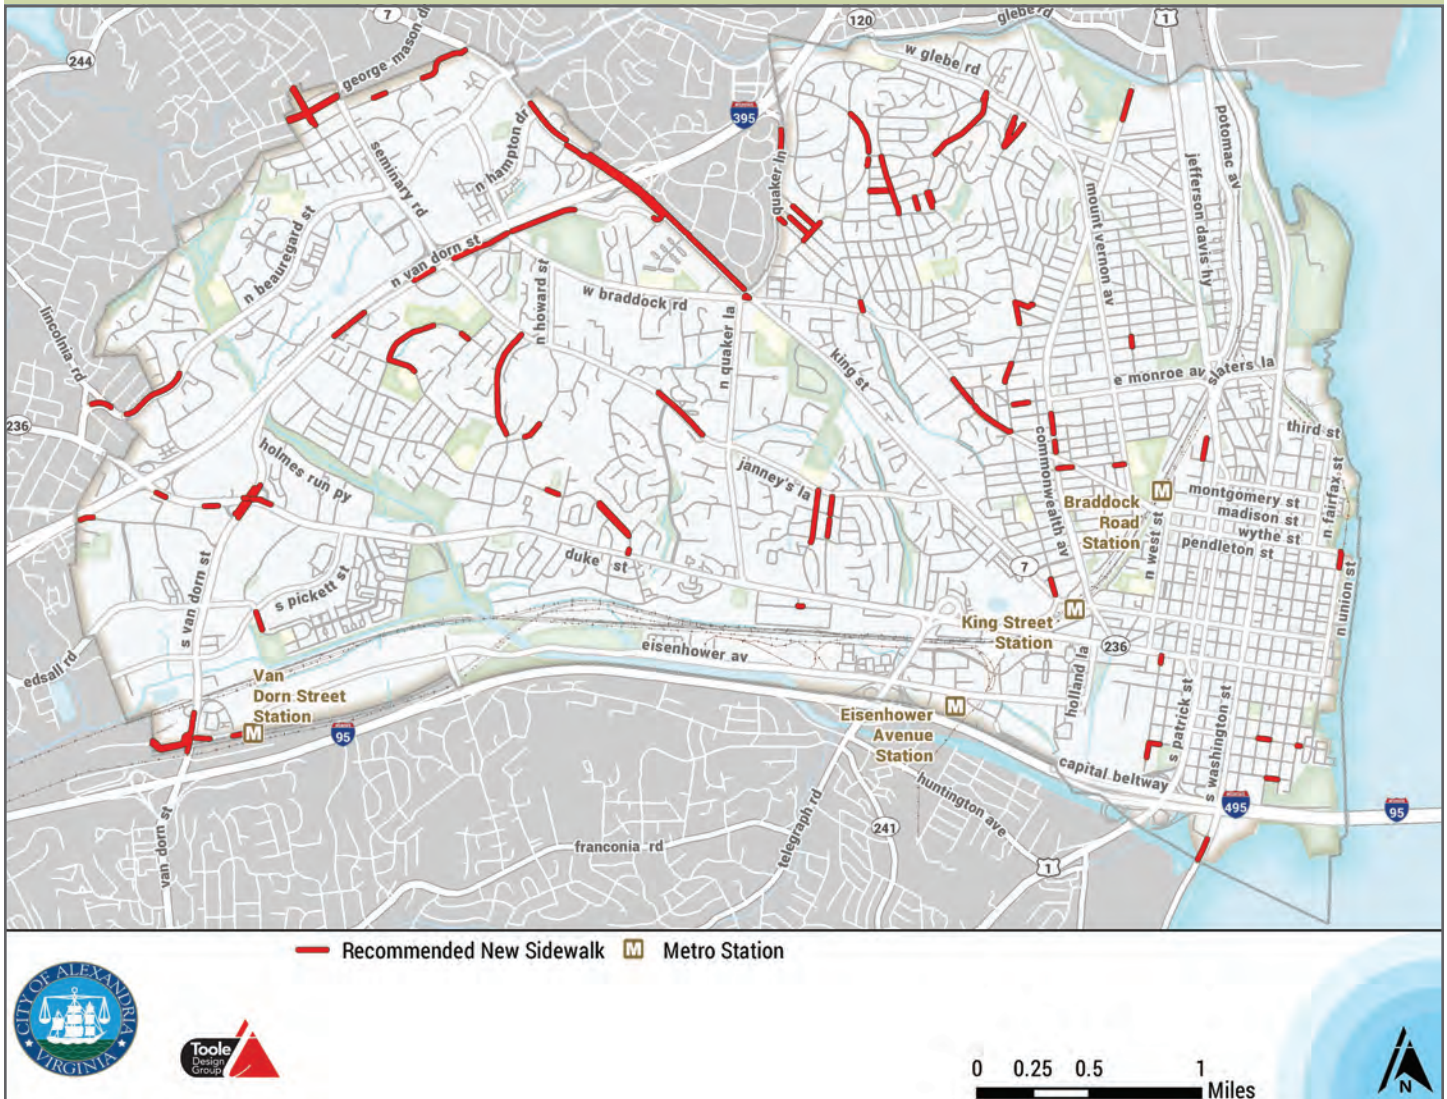 7
120
glebe rd
1
244
george mason dr
w glebe rd
395
potomac av
seminary rd
n hampton dr
quaker ln
jefferson davis hy
mount vernon av
n beauregard st
n van dorn st
n howard st
w braddock rd
lincolnia rd
n quaker la
king st
e monroe av
slaters la
236
third st
commonwealth av
holmes run py
janney's la
n fairfax st
montgomery st
madison st
wythe st
pendleton st
Braddock
Road
Station
M
n west st
duke st
7
s van dorn st
s pickett st
n union st
M
King Street
Station
236
eisenhower av
edsall rd
holland la
Van
Dorn Street
Station
M
M
Eisenhower
Avenue
Station
s patrick st
s washington st
95
capital beltway
huntington ave
495
95
van dorn st
telegraph rd
241
franconia rd
1
Recommended New Sidewalk
M Metro Station
CITY OF ALEXANDRIA
VIRGINIA
Toole
Design
Group
0 0.25 0.5 1
Miles
N